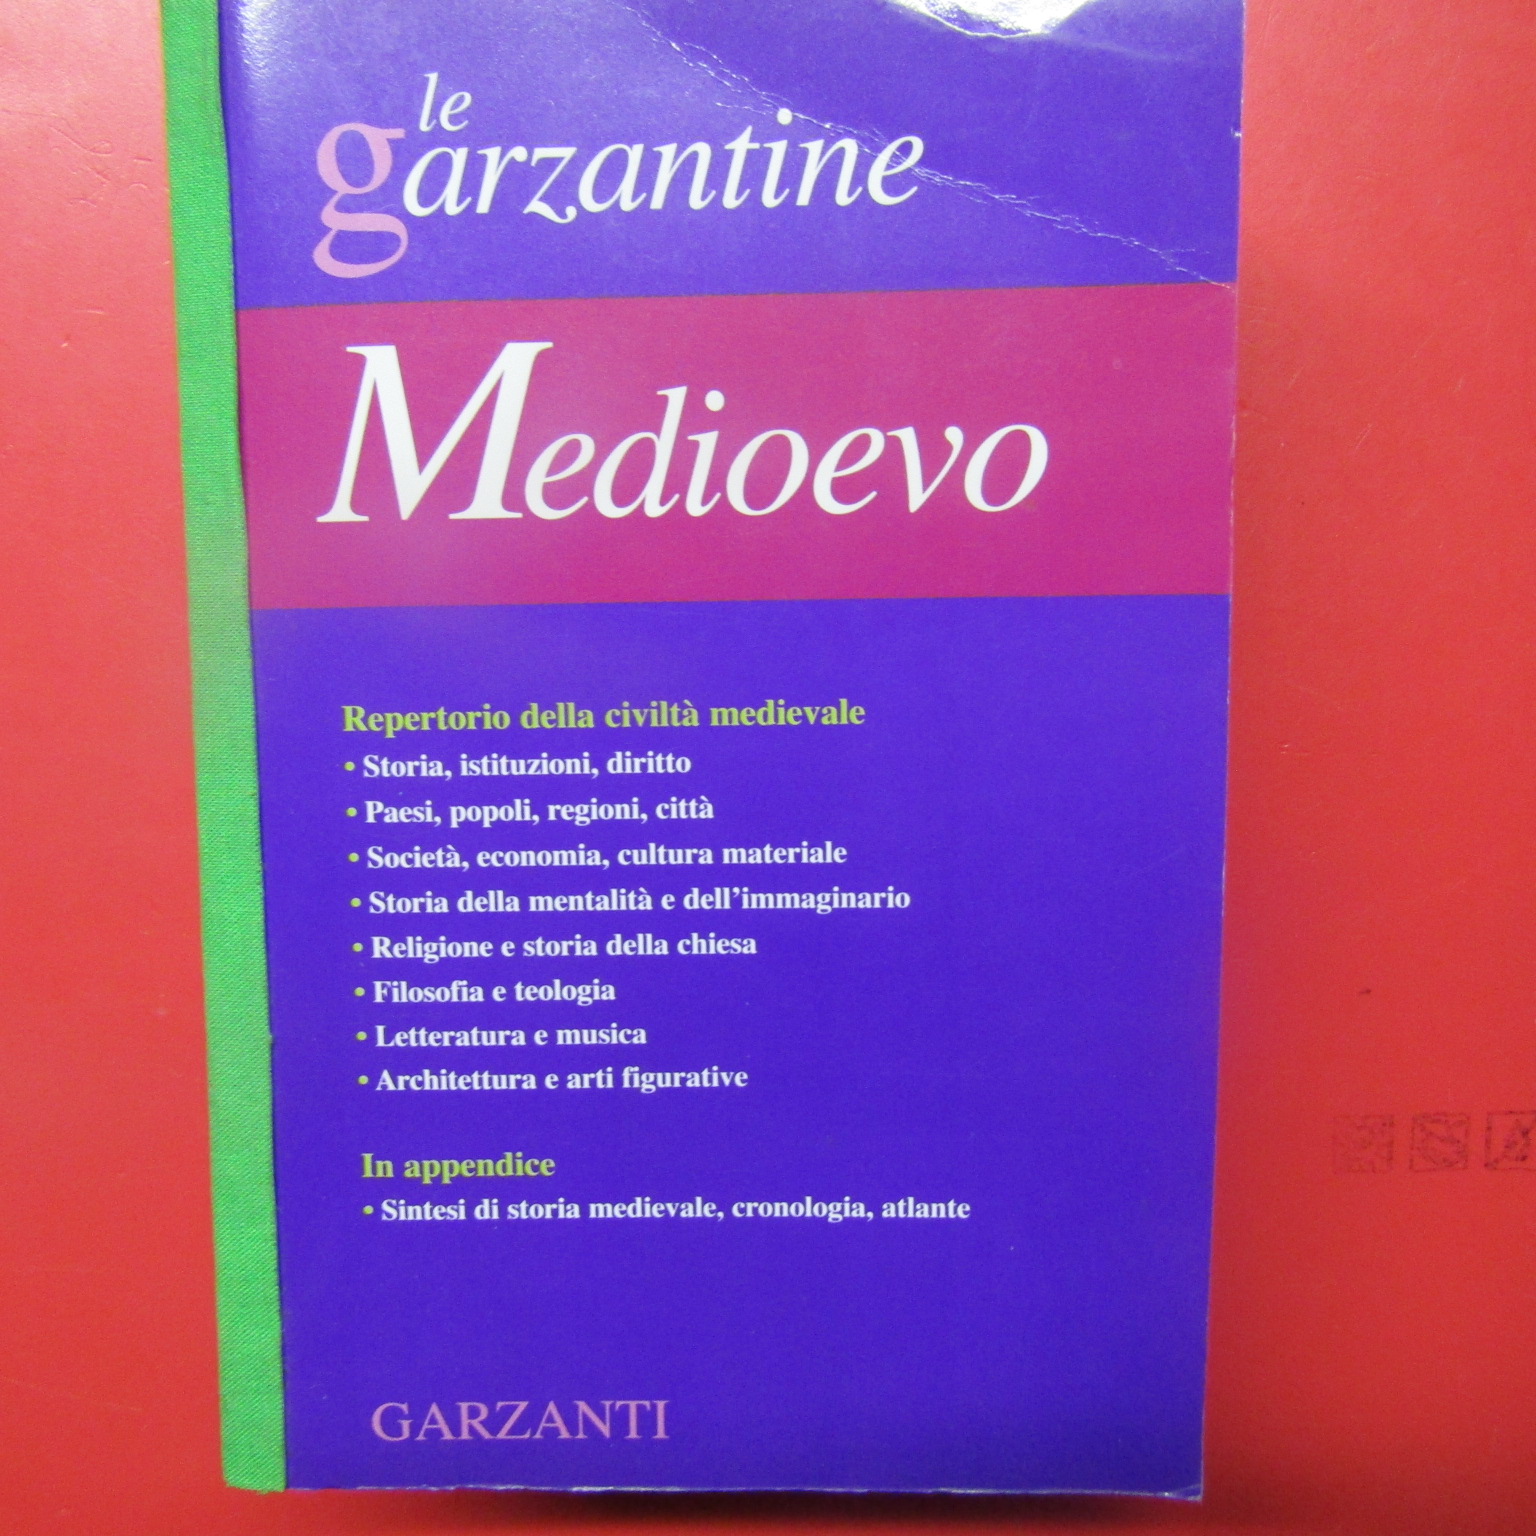 le
garzantine
Medioevo
Repertorio della civiltà medievale
• Storia, istituzioni, diritto
• Paesi, popoli, regioni, città
• Società, economia, cultura materiale
• Storia della mentalità e dell’immaginario
• Religione e storia della chiesa
• Filosofia e teologia
• Letteratura e musica
• Architettura e arti figurative
In appendice
• Sintesi di storia medievale, cronologia, atlante
GARZANTI